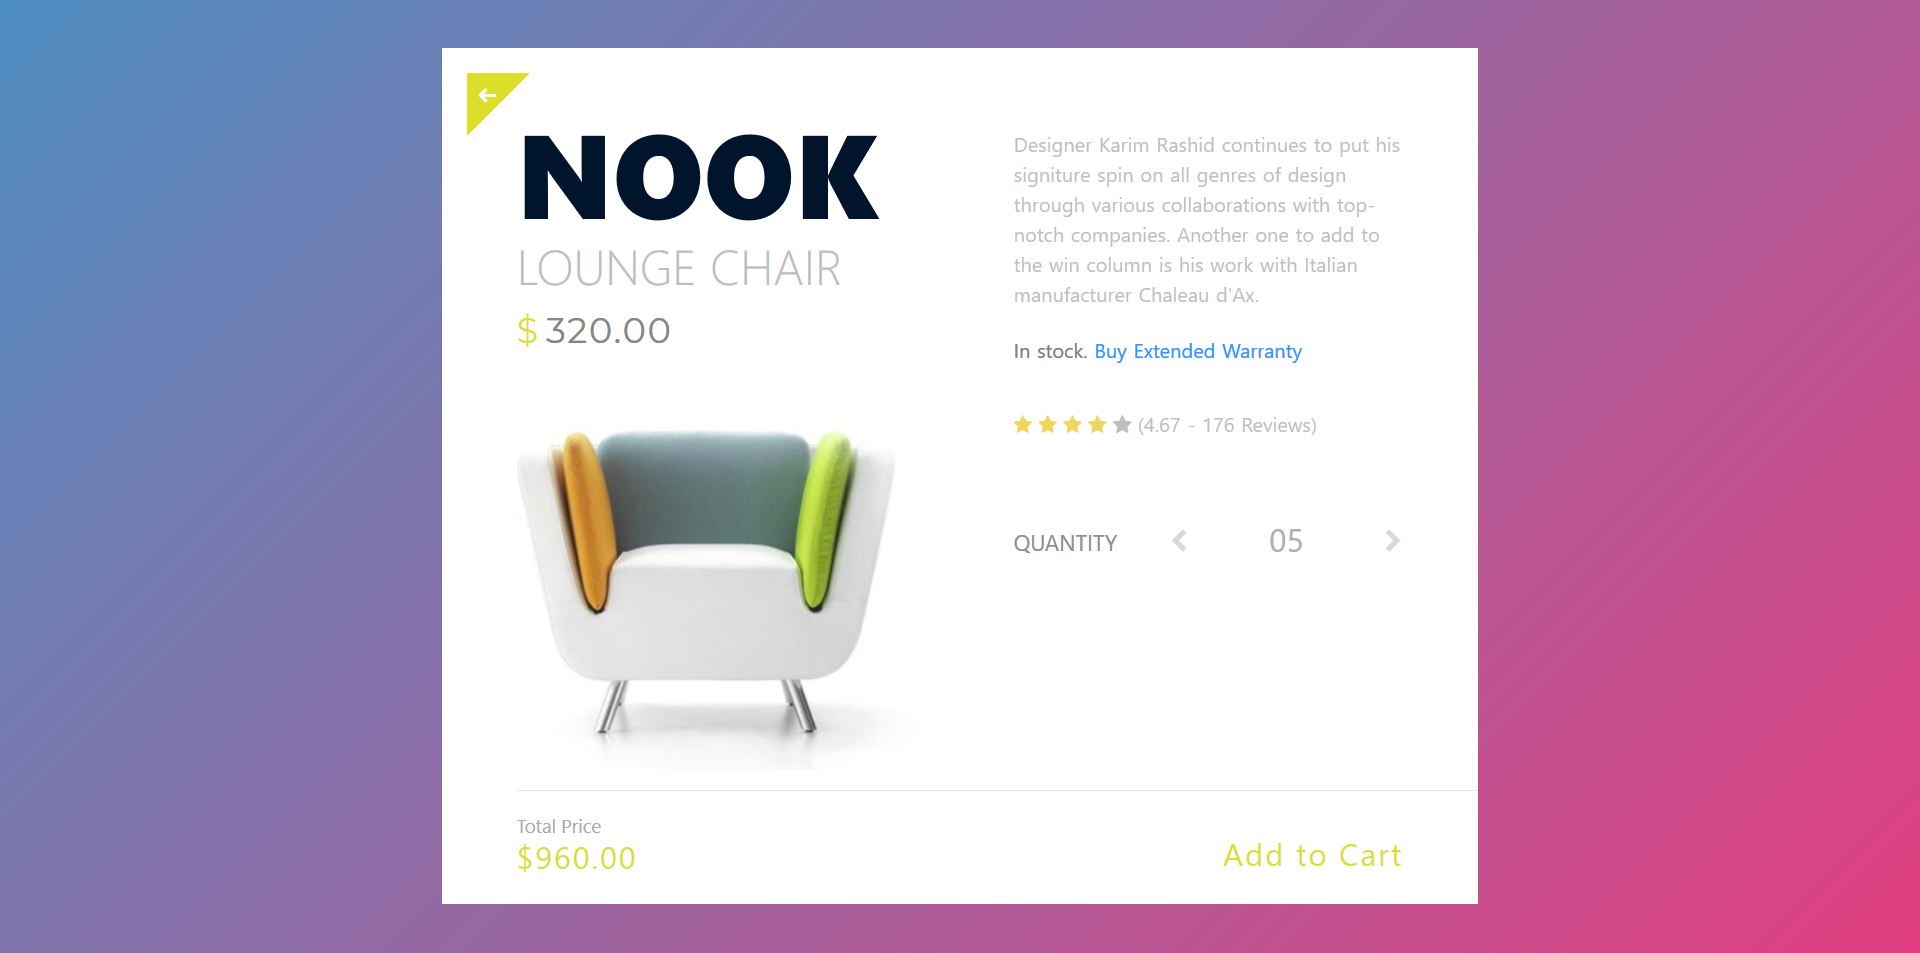 NOOK
LOUNGE CHAIR
$ 320.00
Designer Karim Rashid continues to put his
signiture spin on all genres of design
through various collaborations with top-
notch companies. Another one to add to
the win column is his work with Italian
manufacturer Chaleau d'Ax.
In stock. Buy Extended Warranty
(4.67 - 176 Reviews)
QUANTITY 05
Total Price
$960.00
Add to Cart